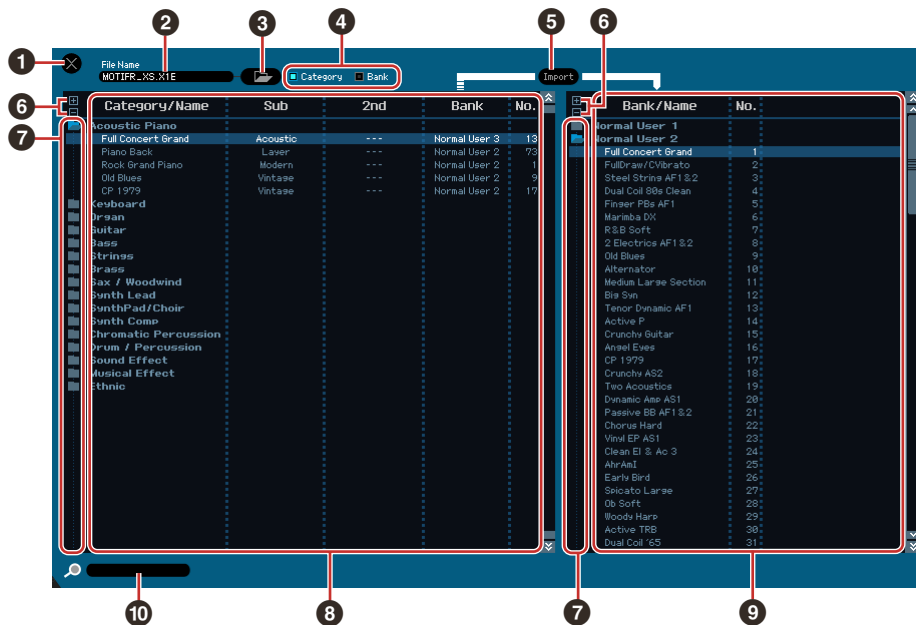 2 3 4 5 6
1 File Name
MOTIFR_XS.X1E Category Bank Import
6 Category/Name Sub 2nd Bank No. Bank/Name No.
7 Acoustic Piano Normal User 1
Full Concert Grand Acoustic --- Normal User 3 13 Normal User 2
Piano Back Layer --- Normal User 2 73 Full Concert Grand 1
Rock Grand Piano Modern --- Normal User 2 1 FullDraw/CVibrato 2
Old Blues Vintage --- Normal User 2 9 Steel String AF1&2 3
CP 1979 Vintage --- Normal User 2 17 Dual Coil 80s Clean 4
Keyboard Finger PBs AF1 5
Organ Marimba DX 6
Guitar R&B Soft 7
Bass 2 Electrics AF1&2 8
Strings Old Blues 9
Brass Alternator 10
Sax / Woodwind Medium Large Section 11
Synth Lead Big Syn 12
SynthPad/Choir Tenor Dynamic AF1 13
Synth Comp Active P 14
Chromatic Percussion Crunchy Guitar 15
Drum / Percussion Angel Eyes 16
Sound Effect CP 1979 17
Musical Effect Crunchy AS2 18
Ethnic Two Acoustics 19
Dynamic Amp AS1 20
Passive BB AF1&2 21
Chorus Hard 22
Vinyl EP AS1 23
Clean El & Ac 3 24
AhrAmI 25
Early Bird 26
Spicato Large 27
Ob Soft 28
Woody Harp 29
Active TRB 30
Dual Coil '65 31
10 8 7 9